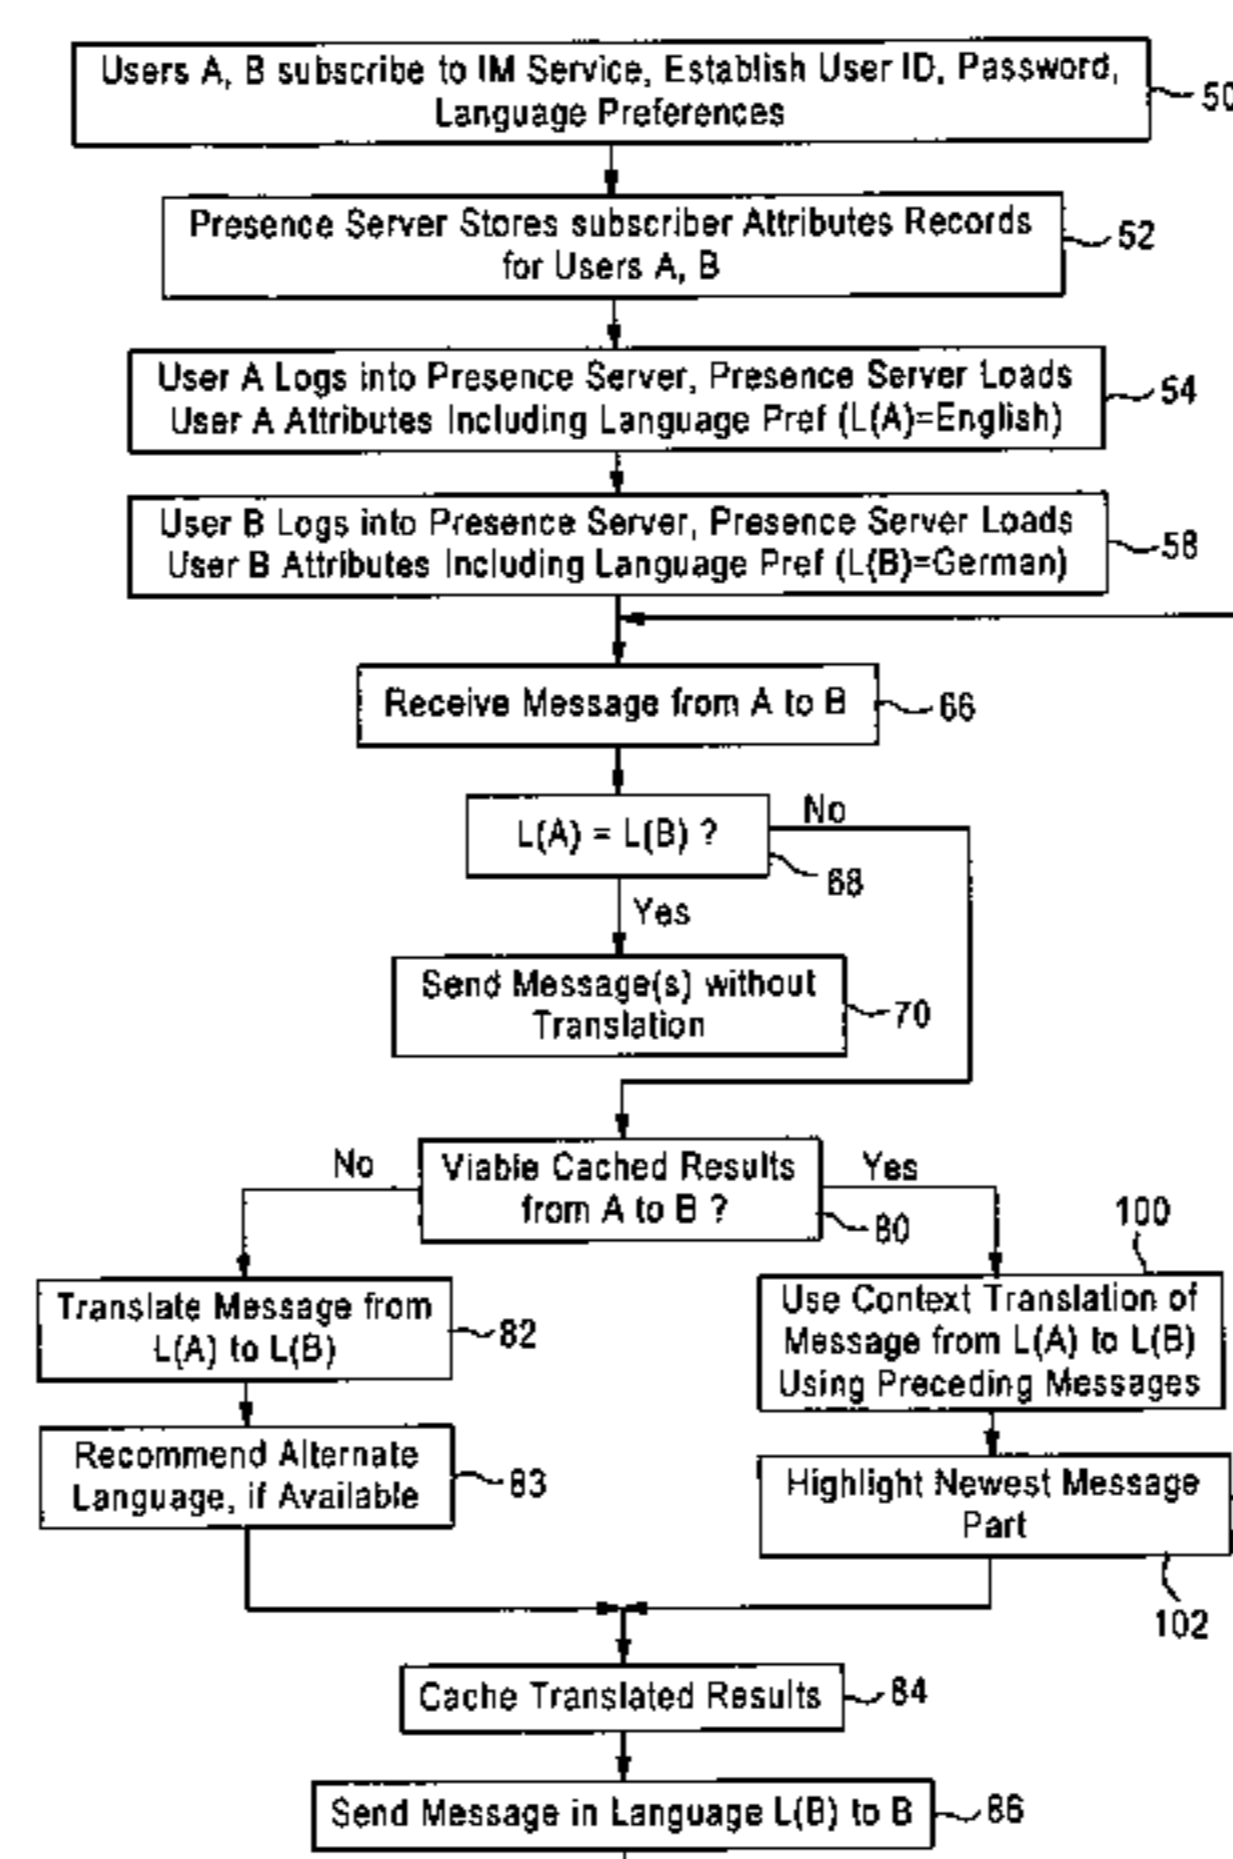 Users A, B subscribe to IM Service, Establish User ID, Password,
Language Preferences
50
Presence Server Stores subscriber Attributes Records
for Users A, B
52
User A Logs into Presence Server, Presence Server Loads
User A Attributes Including Language Pref (L(A)=English)
54
User B Logs into Presence Server, Presence Server Loads
User B Attributes Including Language Pref (L(B)=German)
58
Receive Message from A to B
66
L(A) = L(B) ?
No
68
Yes
Send Message(s) without
Translation
70
Viable Cached Results
from A to B ?
No
Yes
80
100
Translate Message from
L(A) to L(B)
82
Use Context Translation of
Message from L(A) to L(B)
Using Preceding Messages
Recommend Alternate
Language, if Available
83
Highlight Newest Message
Part
102
Cache Translated Results
84
Send Message in Language L(B) to B
86